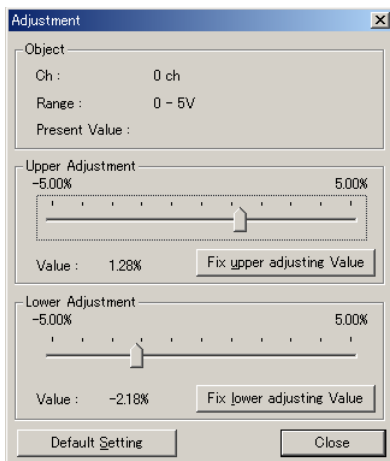 Adjustment
Object
Ch : 0 ch
Range : 0 - 5V
Present Value :
Upper Adjustment
-5.00% 5.00%
Value : 1.28% Fix upper adjusting Value
Lower Adjustment
-5.00% 5.00%
Value : -2.18% Fix lower adjusting Value
Default Setting Close